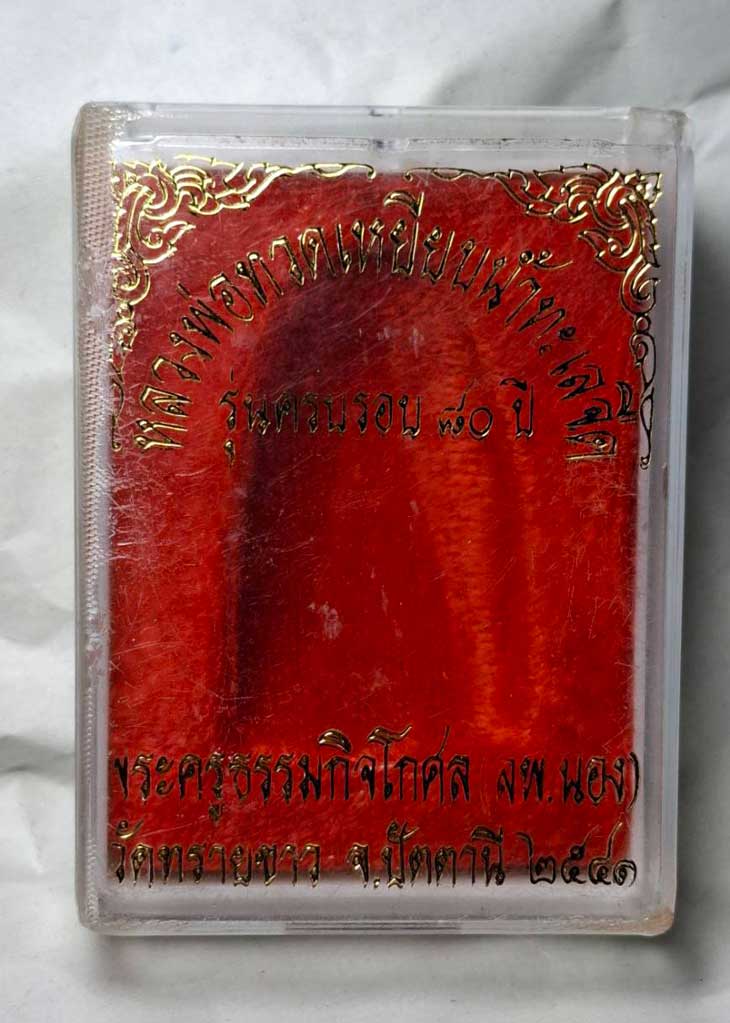 หลวงพ่อทวดเหยียบน้ำทะเลจืด
รุ่นครบรอบ ๘๐ ปี
พระครูธรรมกิจโกศล (ลพ.นอง)
วัดทรายขาว จ.ปัตตานี ๒๕๔๑